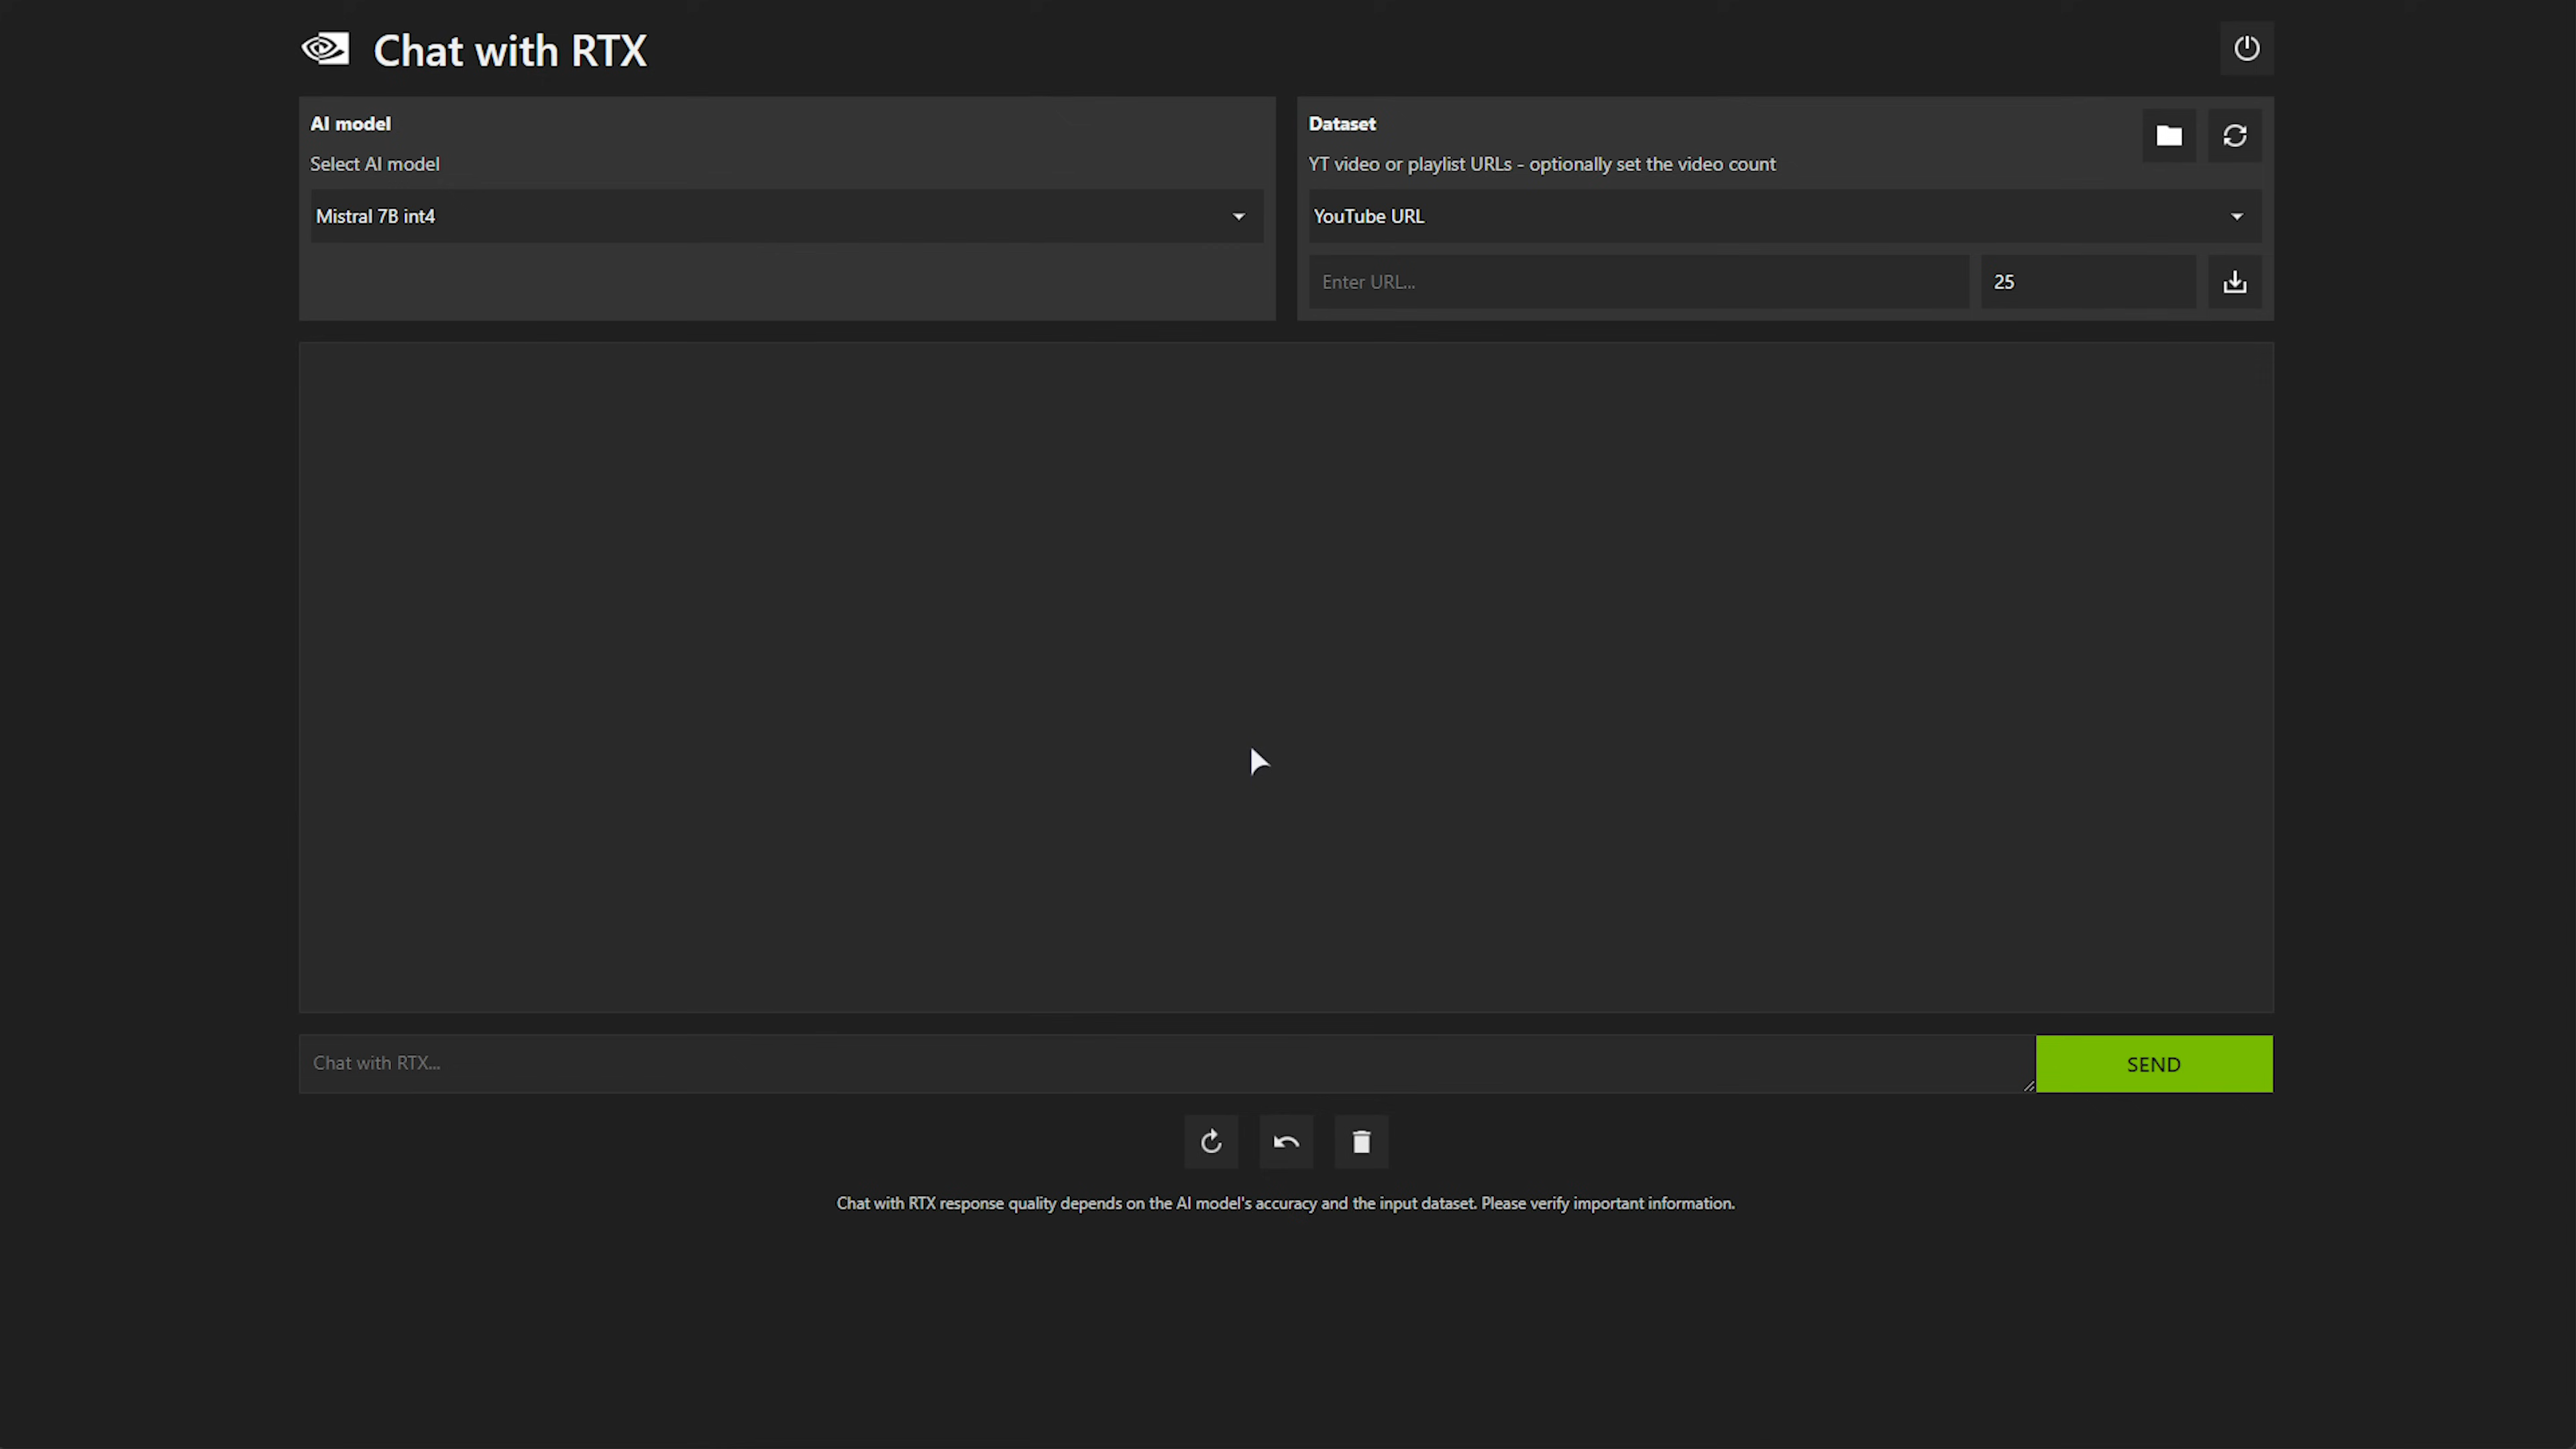 Chat with RTX
AI model
Select AI model
Mistral 7B int4
Dataset
YT video or playlist URLs - optionally set the video count
YouTube URL
Enter URL...
25
Chat with RTX...
SEND
Chat with RTX response quality depends on the AI model's accuracy and the input dataset. Please verify important information.